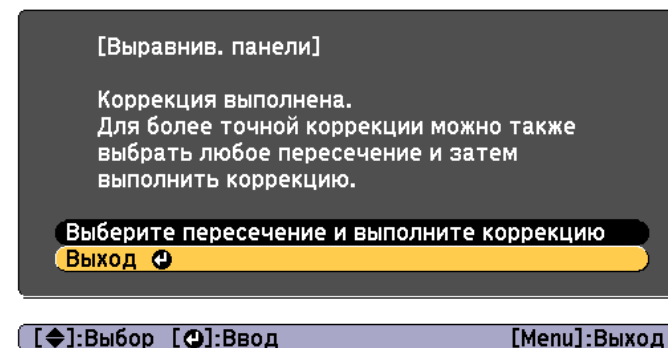 [Выравнив. панели]
Коррекция выполнена.
Для более точной коррекции можно также
выбрать любое пересечение и затем
выполнить коррекцию.
Выберите пересечение и выполните коррекцию
Выход
[◆]:Выбор [↵]:Ввод [Menu]:Выход